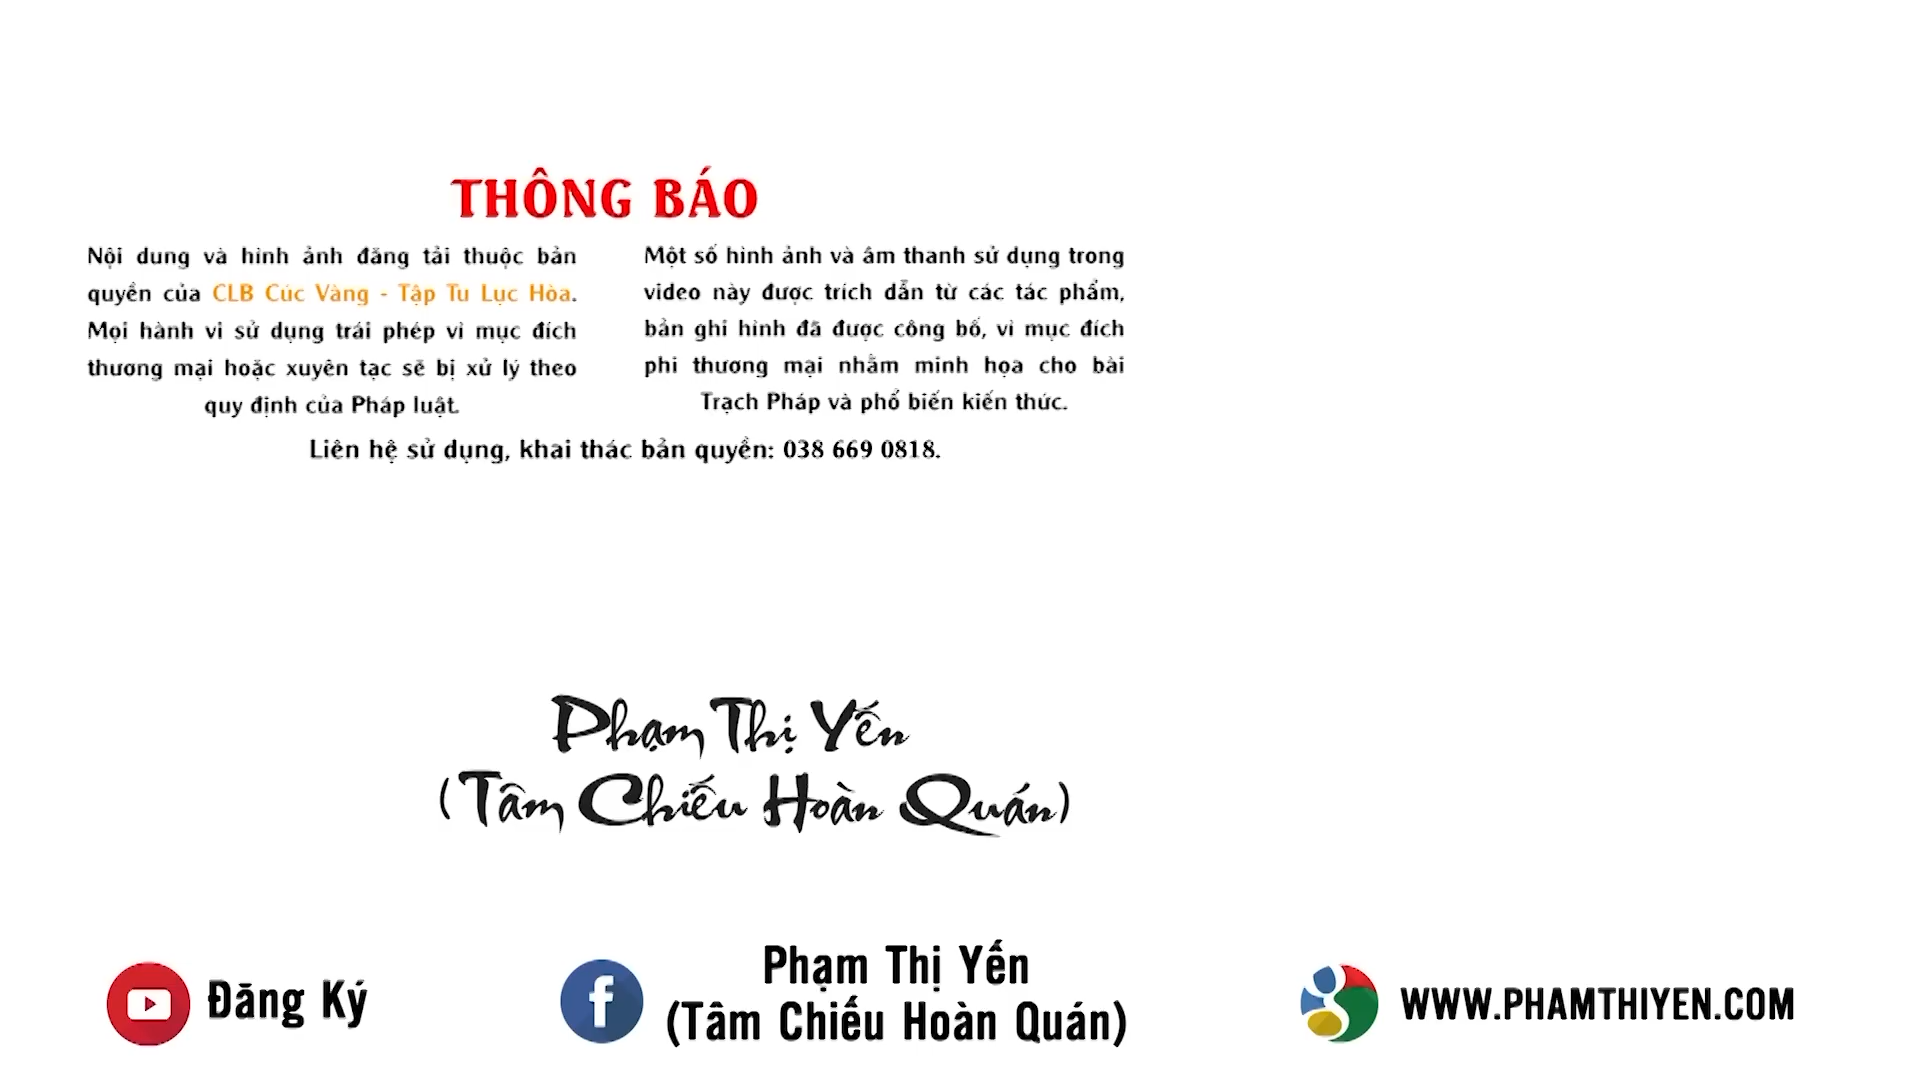 THÔNG BÁO
Nội dung và hình ảnh đăng tải thuộc bản
quyền của CLB Cúc Vàng - Tập Tu Lục Hòa.
Mọi hành vi sử dụng trái phép vì mục đích
thương mại hoặc xuyên tạc sẽ bị xử lý theo
quy định của Pháp luật.
Một số hình ảnh và âm thanh sử dụng trong
video này được trích dẫn từ các tác phẩm,
bản ghi hình đã được công bố, vì mục đích
phi thương mại nhằm minh họa cho bài
Trạch Pháp và phổ biến kiến thức.
Liên hệ sử dụng, khai thác bản quyền: 038 669 0818.
Phạm Thị Yến
(Tâm Chiếu Hoàn Quán)
Đăng Ký
Phạm Thị Yến
(Tâm Chiếu Hoàn Quán)
WWW.PHAMTHIYEN.COM